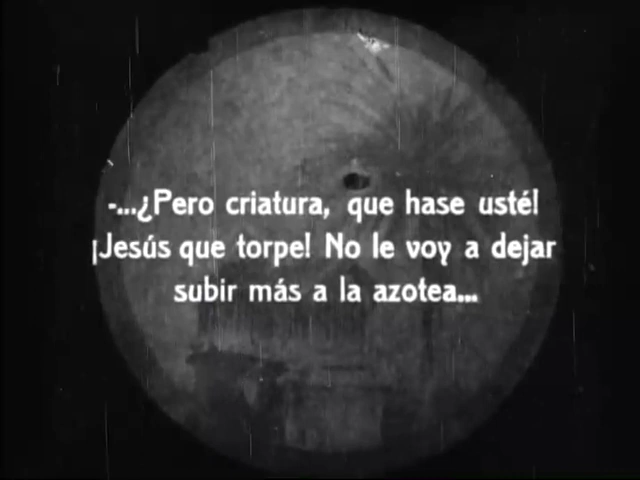 -...¿Pero criatura, que hase usté!
¡Jesús que torpe! No le voy a dejar
subir más a la azotea...